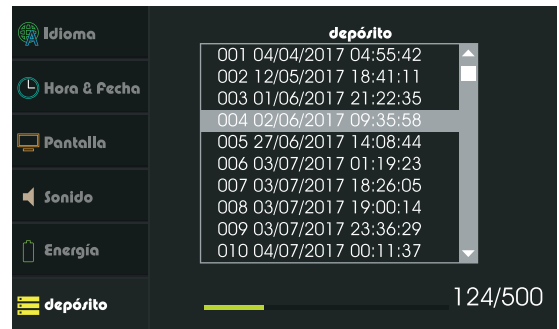 Idioma
Hora & Fecha
Pantalla
Sonido
Energía
depósito
depósito
001 04/04/2017 04:55:42
002 12/05/2017 18:41:11
003 01/06/2017 21:22:35
004 02/06/2017 09:35:58
005 27/06/2017 14:08:44
006 03/07/2017 01:19:23
007 03/07/2017 18:26:05
008 03/07/2017 19:00:14
009 03/07/2017 23:36:29
010 04/07/2017 00:11:37
124/500